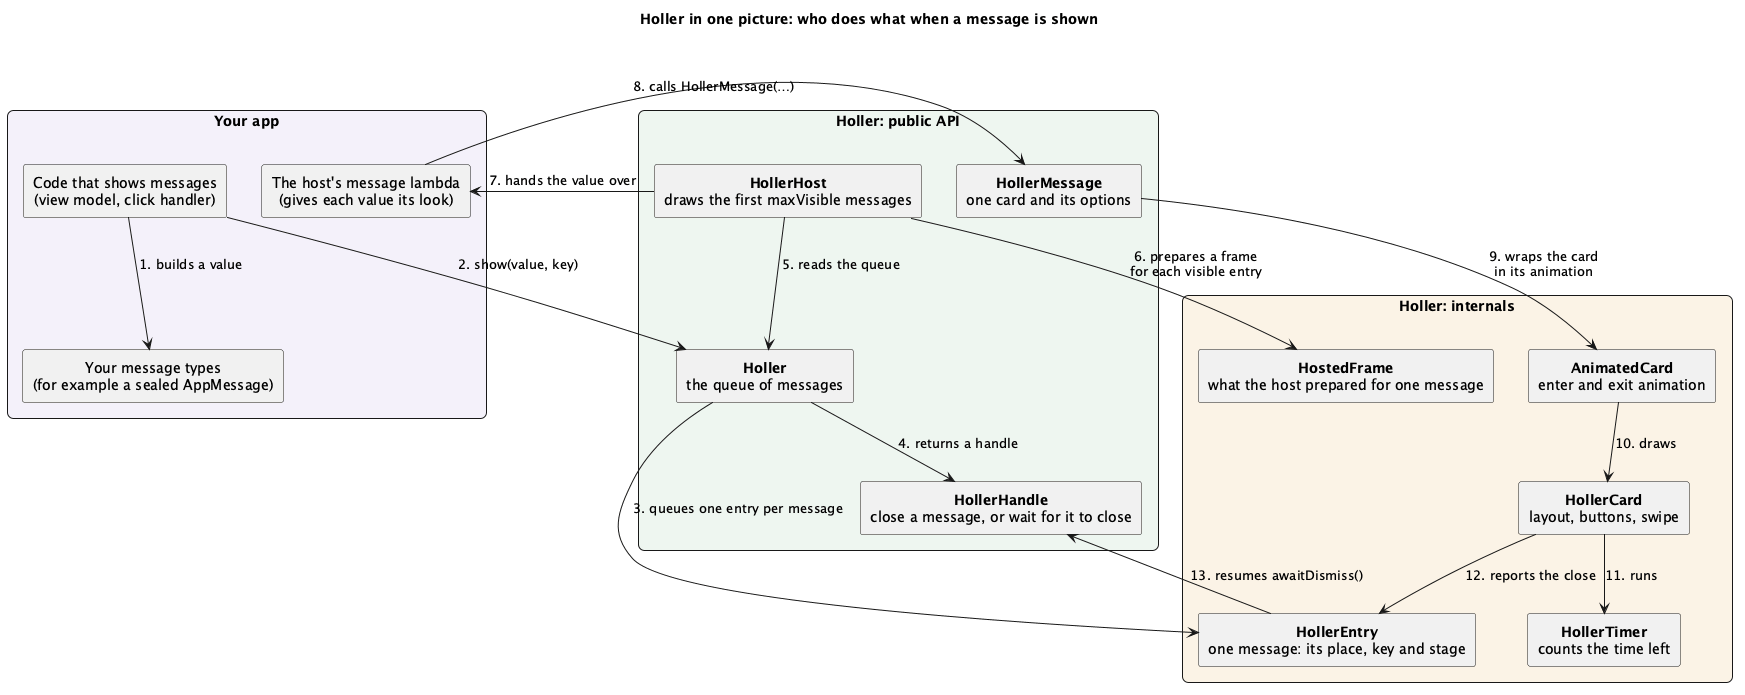 Holler in one picture: who does what when a message is shown
8. calls HollerMessage(...)
Your app
Holler: public API
Code that shows messages
(view model, click handler)
The host's message lambda
(gives each value its look)
7. hands the value over
HollerHost
draws the first maxVisible messages
HollerMessage
one card and its options
1. builds a value
2. show(value, key)
5. reads the queue
6. prepares a frame
for each visible entry
9. wraps the card
in its animation
Holler: internals
Your message types
(for example a sealed AppMessage)
Holler
the queue of messages
HostedFrame
what the host prepared for one message
AnimatedCard
enter and exit animation
4. returns a handle
10. draws
3. queues one entry per message
HollerHandle
close a message, or wait for it to close
HollerCard
layout, buttons, swipe
13. resumes awaitDismiss()
12. reports the close
11. runs
HollerEntry
one message: its place, key and stage
HollerTimer
counts the time left